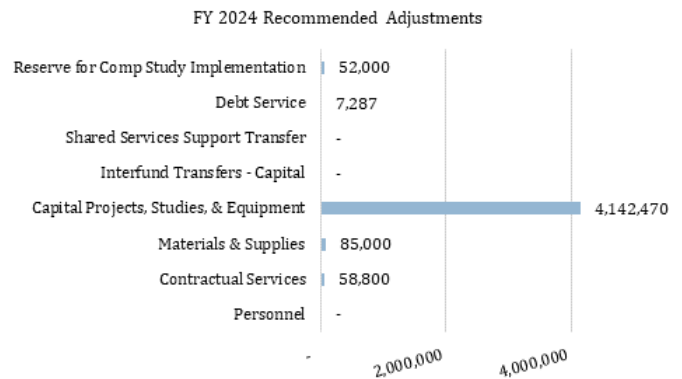 FY 2024 Recommended Adjustments
Reserve for Comp Study Implementation 52,000
Debt Service 7,287
Shared Services Support Transfer -
Interfund Transfers - Capital -
Capital Projects, Studies, & Equipment 4,142,470
Materials & Supplies 85,000
Contractual Services 58,800
Personnel -
- 2,000,000 4,000,000